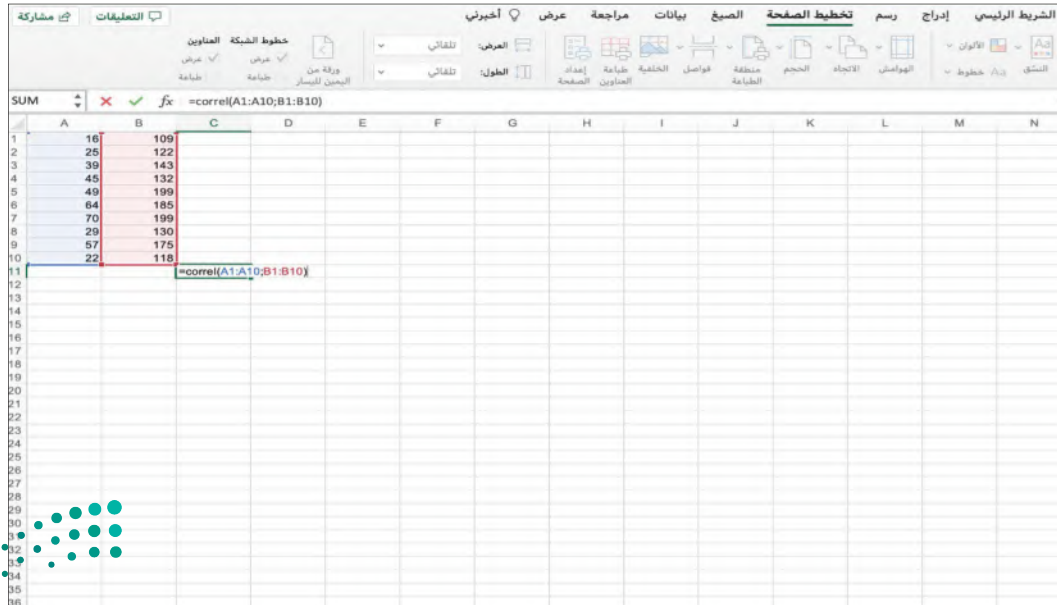 الشريط الرئيسي إدراج رسم تخطيط الصفحة الصيغ بيانات مراجعة عرض أخبرني التعليقات مشاركة
Aa
العرض: تلقائي خطوط الشبكة العناوين
الألوان
عرض عرض
النسق Aa خطوط الهوامش الاتجاه الحجم منطقة الطباعة فواصل الخلفية طباعة العناوين إعداد الصفحة الطول: تلقائي ورقة من اليمين لليسار طباعة طباعة
SUM fx =correl(A1:A10;B1:B10)
A B C D E F G H I J K L M N
1 16 109
2 25 122
3 39 143
4 45 132
5 49 199
6 64 185
7 70 199
8 29 130
9 57 175
10 22 118
11 =correl(A1:A10;B1:B10)
12
13
14
15
16
17
18
19
20
21
22
23
24
25
26
27
28
29
30
31
32
33
34
35
36